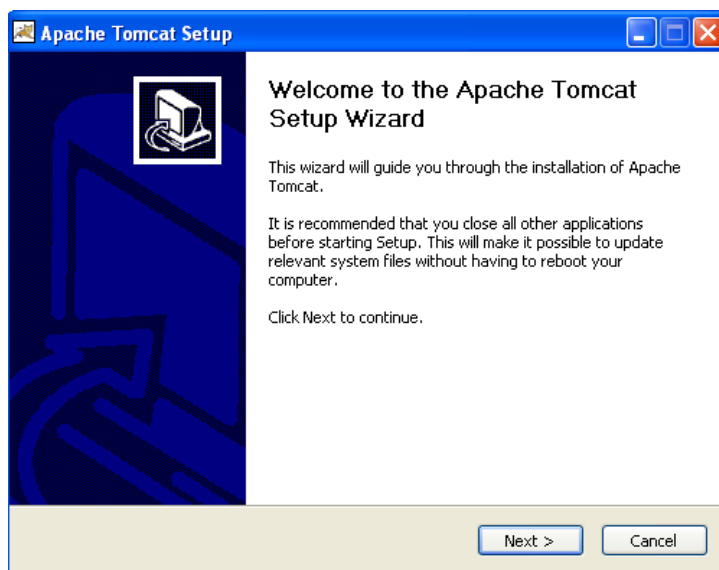 Apache Tomcat Setup
Welcome to the Apache Tomcat
Setup Wizard
This wizard will guide you through the installation of Apache
Tomcat.
It is recommended that you close all other applications
before starting Setup. This will make it possible to update
relevant system files without having to reboot your
computer.
Click Next to continue.
Next >
Cancel